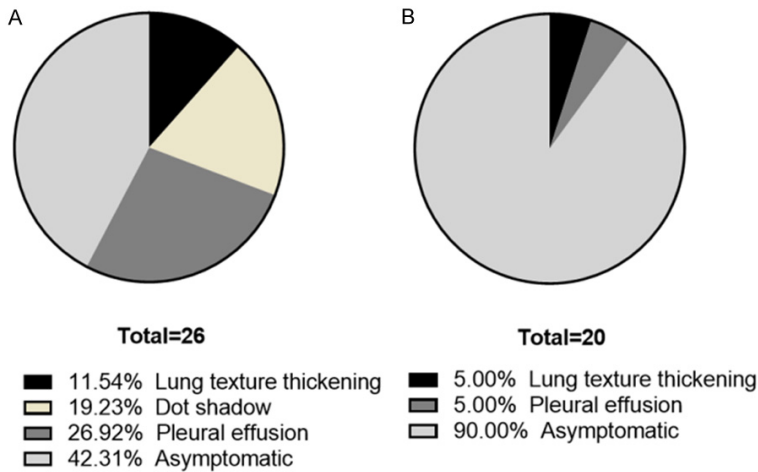 A
B
Total=26
11.54% Lung texture thickening
19.23% Dot shadow
26.92% Pleural effusion
42.31% Asymptomatic
Total=20
5.00% Lung texture thickening
5.00% Pleural effusion
90.00% Asymptomatic